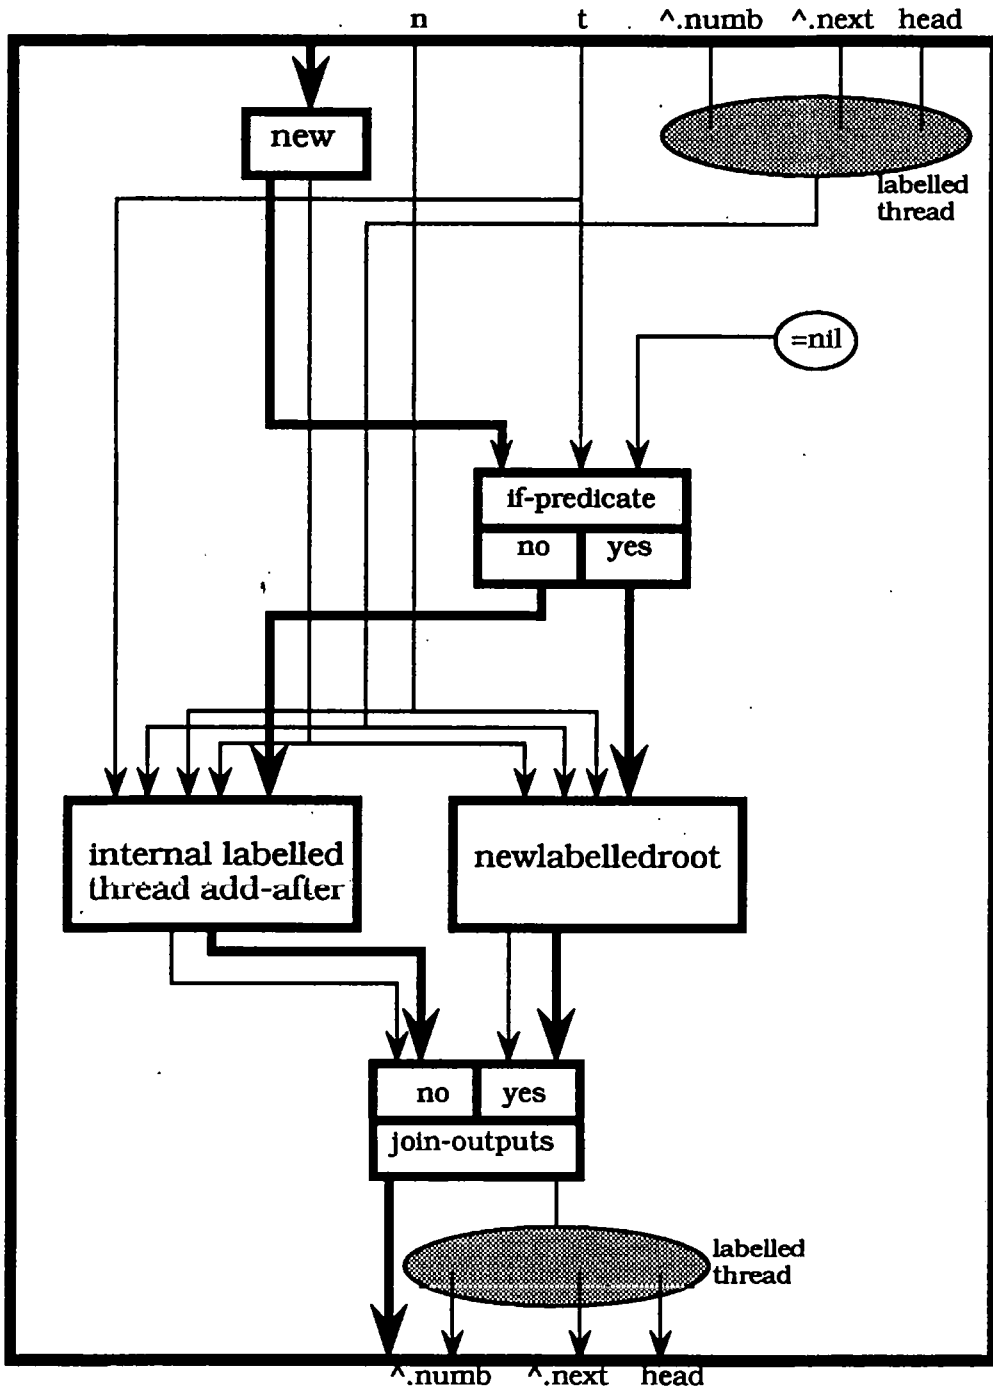 n t ^.numb ^.next head
new
labelled
thread
=nil
if-predicate
no yes
internal labelled
thread add-after
newlabelledroot
no yes
join-outputs
labelled
thread
^.numb ^.next head